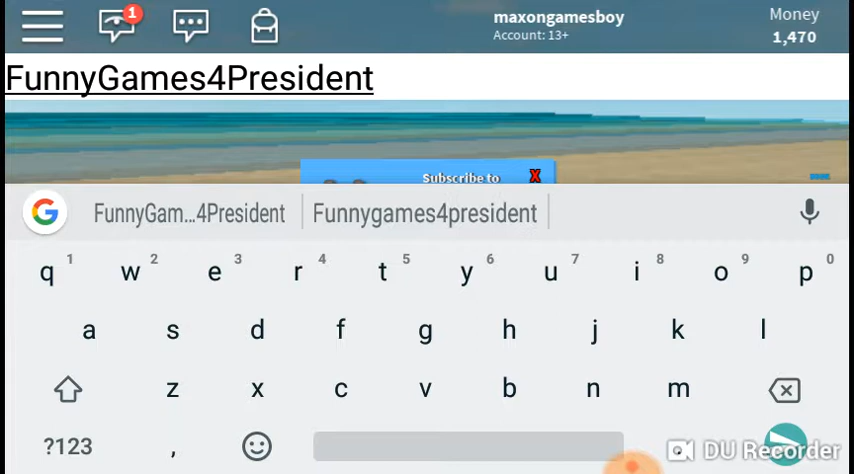 1
maxongamesboy
Account: 13+
Money
1,470
FunnyGames4President
Subscribe to
X
FunnyGam...4President
Funnygames4president
q 1 w 2 e 3 r 4 t 5 y 6 u 7 i 8 o 9 p 0
a s d f g h j k l
z x c v b n m
?123 , .
DU Recorder